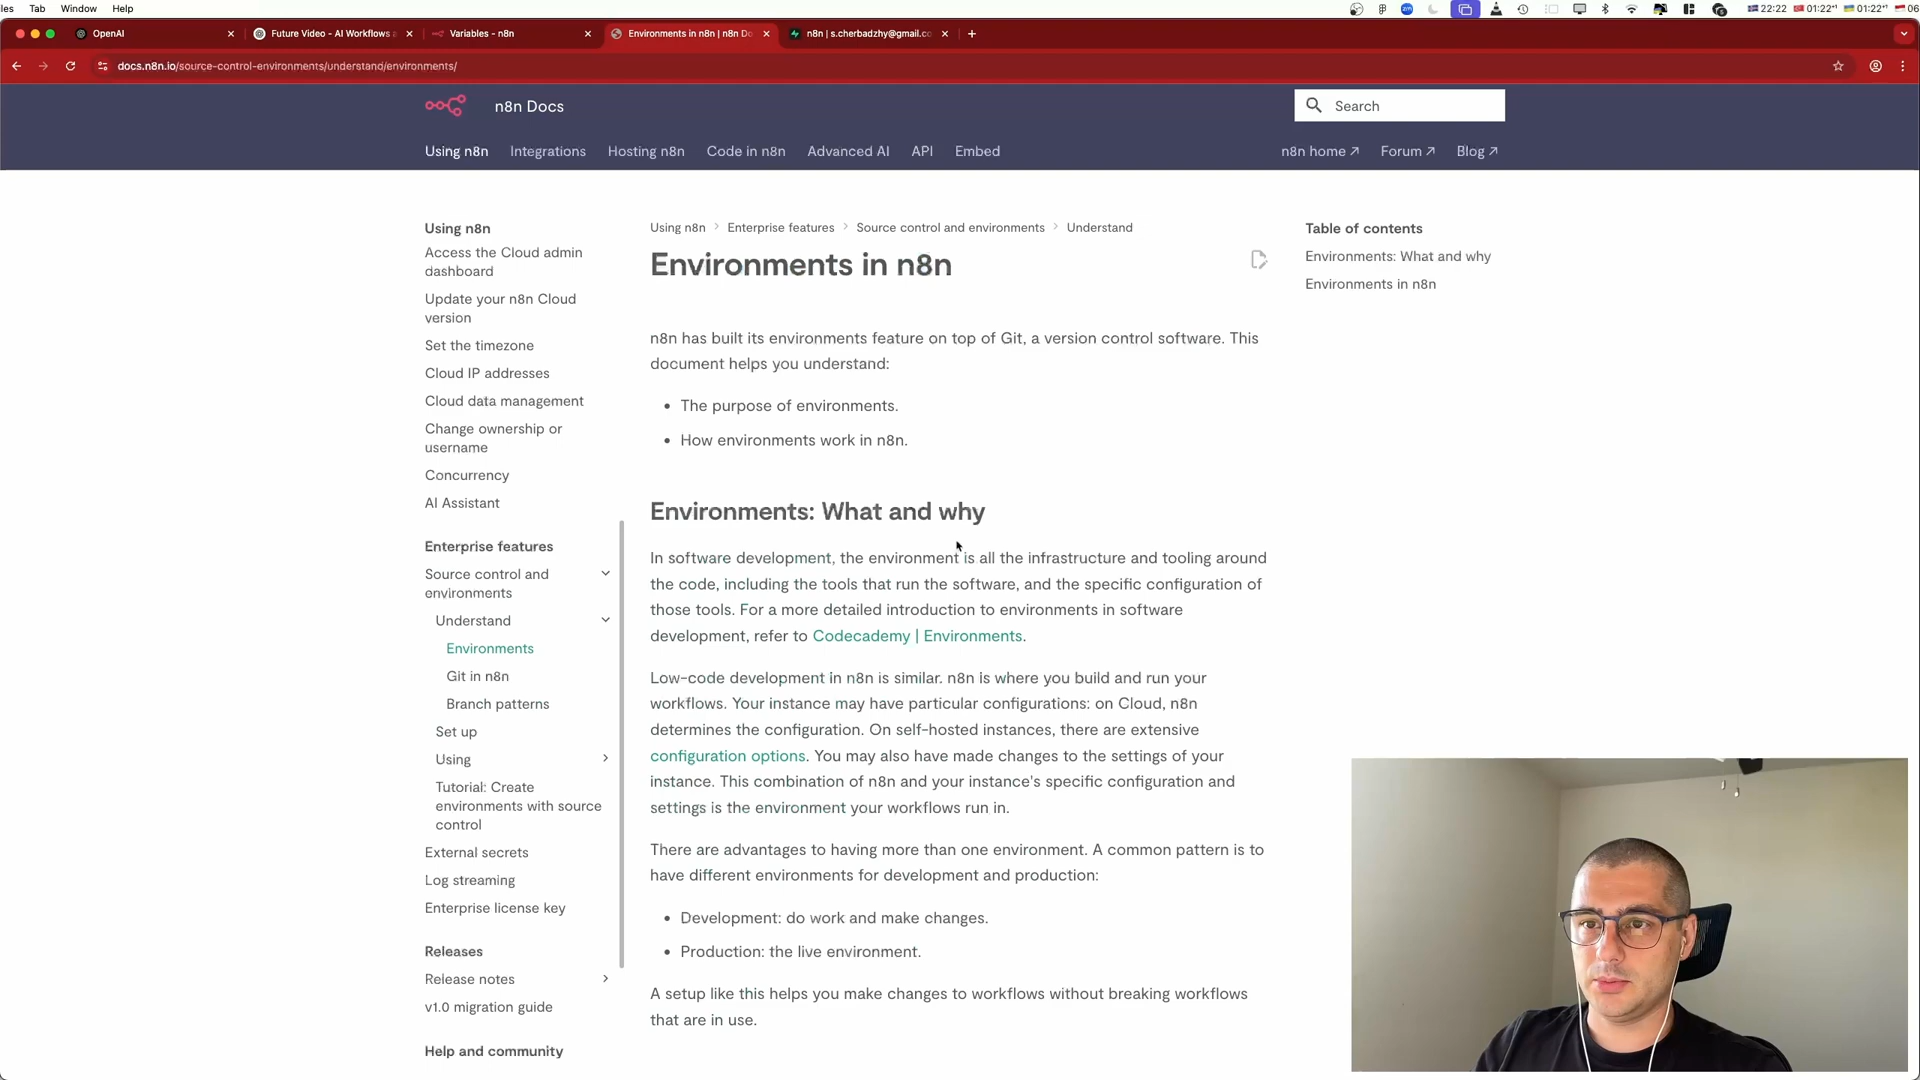 les Tab Window Help
22:22 01:22⁺¹ 01:22⁺¹ 06
OpenAI
Future Video - AI Workflows
Variables - n8n
Environments in n8n | n8n Do
n8n | s.cherbadzhy@gmail.co
docs.n8n.io/source-control-environments/understand/environments/
n8n Docs
Search
Using n8n Integrations Hosting n8n Code in n8n Advanced AI API Embed
n8n home Forum Blog
Using n8n
Access the Cloud admin
dashboard
Update your n8n Cloud
version
Set the timezone
Cloud IP addresses
Cloud data management
Change ownership or
username
Concurrency
AI Assistant
Enterprise features
Source control and
environments
Understand
Environments
Git in n8n
Branch patterns
Set up
Using
Tutorial: Create
environments with source
control
External secrets
Log streaming
Enterprise license key
Releases
Release notes
v1.0 migration guide
Help and community
Using n8n > Enterprise features > Source control and environments > Understand
Environments in n8n
n8n has built its environments feature on top of Git, a version control software. This
document helps you understand:
• The purpose of environments.
• How environments work in n8n.
Environments: What and why
In software development, the environment is all the infrastructure and tooling around
the code, including the tools that run the software, and the specific configuration of
those tools. For a more detailed introduction to environments in software
development, refer to Codecademy | Environments.
Low-code development in n8n is similar. n8n is where you build and run your
workflows. Your instance may have particular configurations: on Cloud, n8n
determines the configuration. On self-hosted instances, there are extensive
configuration options. You may also have made changes to the settings of your
instance. This combination of n8n and your instance's specific configuration and
settings is the environment your workflows run in.
There are advantages to having more than one environment. A common pattern is to
have different environments for development and production:
• Development: do work and make changes.
• Production: the live environment.
A setup like this helps you make changes to workflows without breaking workflows
that are in use.
Table of contents
Environments: What and why
Environments in n8n